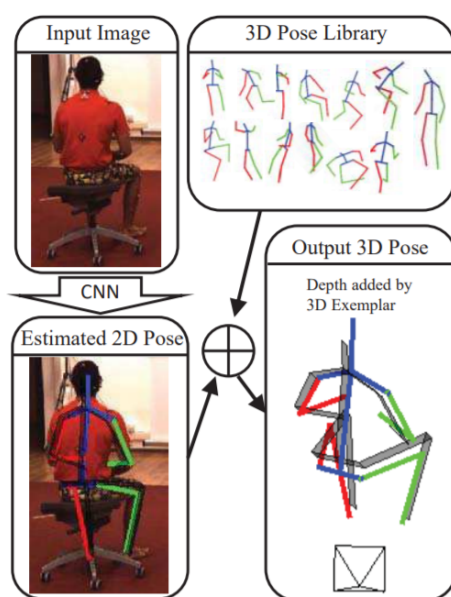 Input Image
3D Pose Library
CNN
Estimated 2D Pose
Output 3D Pose
Depth added by
3D Exemplar